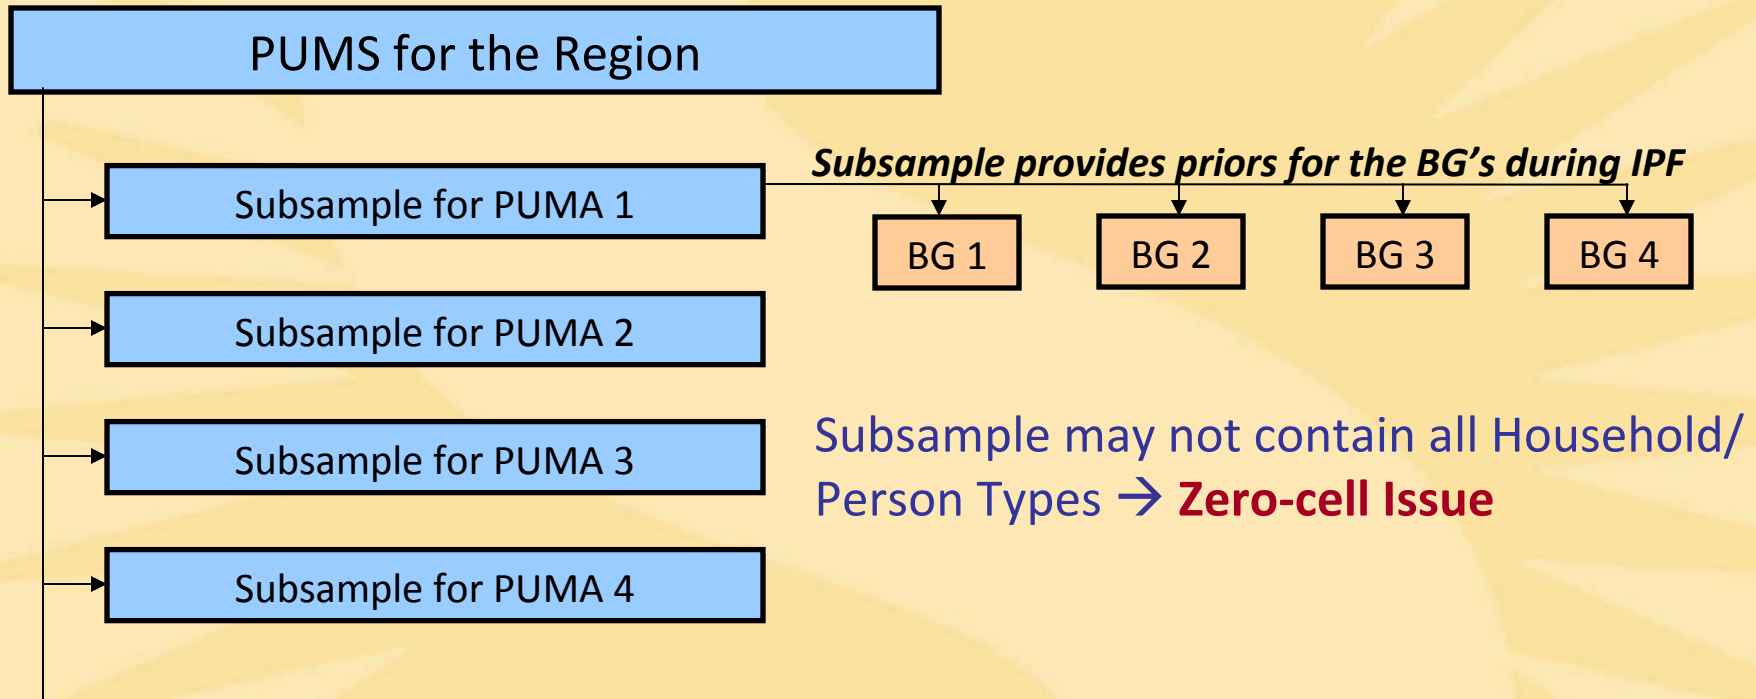 PUMS for the Region
Subsample provides priors for the BG's during IPF
Subsample for PUMA 1
BG 1
BG 2
BG 3
BG 4
Subsample for PUMA 2
Subsample for PUMA 3
Subsample may not contain all Household/
Person Types → Zero-cell Issue
Subsample for PUMA 4